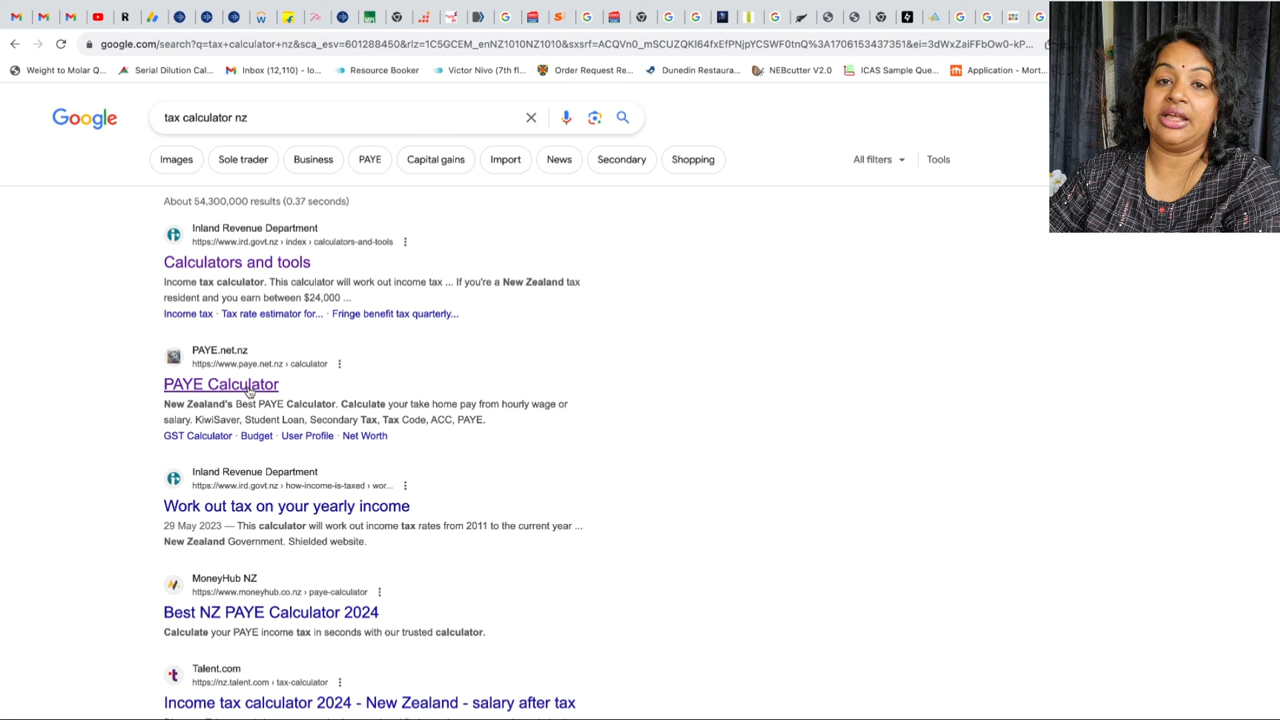 google.com/search?q=tax+calculator+nz&sca_esv=601288450&rlz=1C5GCEM_enNZ1010NZ1010&sxsrf=ACQVn0_mSCUZQKI64fxEfPNjpYCSWF0tnQ%3A1706153437351&ei=3dWxZaiFFbOw0-kP...
Weight to Molar Q...
Serial Dilution Cal...
Inbox (12,110) - lo...
Resource Booker
Victor Nivo (7th fl...
Order Request Re...
Dunedin Restaura...
NEBcutter V2.0
ICAS Sample Que...
Application - Mort...
Google
tax calculator nz
Images
Sole trader
Business
PAYE
Capital gains
Import
News
Secondary
Shopping
All filters
Tools
About 54,300,000 results (0.37 seconds)
Inland Revenue Department
https://www.ird.govt.nz › index › calculators-and-tools
Calculators and tools
Income tax calculator. This calculator will work out income tax ... If you're a New Zealand tax
resident and you earn between $24,000 ...
Income tax · Tax rate estimator for... · Fringe benefit tax quarterly...
PAYE.net.nz
https://www.paye.net.nz › calculator
PAYE Calculator
New Zealand's Best PAYE Calculator. Calculate your take home pay from hourly wage or
salary. KiwiSaver, Student Loan, Secondary Tax, Tax Code, ACC, PAYE.
GST Calculator · Budget · User Profile · Net Worth
Inland Revenue Department
https://www.ird.govt.nz › how-income-is-taxed › wor...
Work out tax on your yearly income
29 May 2023 — This calculator will work out income tax rates from 2011 to the current year ...
New Zealand Government. Shielded website.
MoneyHub NZ
https://www.moneyhub.co.nz › paye-calculator
Best NZ PAYE Calculator 2024
Calculate your PAYE income tax in seconds with our trusted calculator.
Talent.com
https://nz.talent.com › tax-calculator
Income tax calculator 2024 - New Zealand - salary after tax